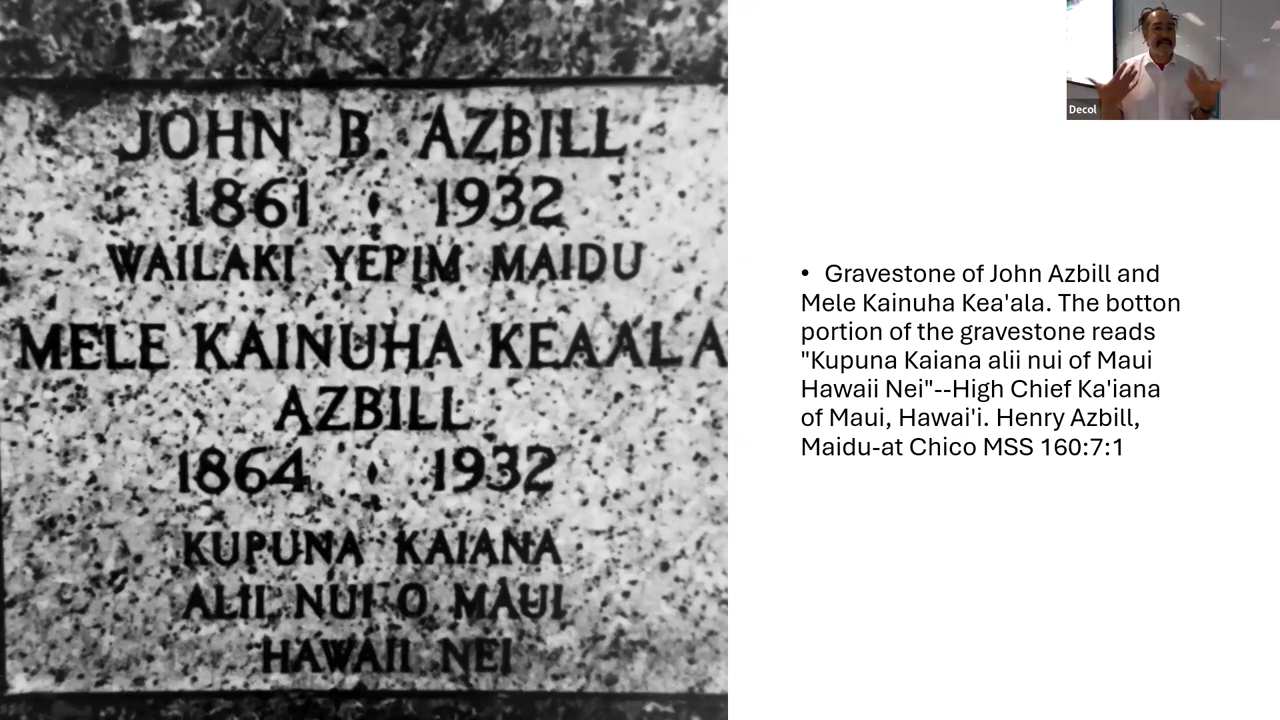 JOHN B. AZBILL
1861 1932
WAILAKI YEPIM MAIDU
MELE KAINUHA KEAALA
AZBILL
1864 1932
KUPUNA KAIANA
ALII NUI O MAUI
HAWAII NEI
• Gravestone of John Azbill and
Mele Kainuha Kea'ala. The botton
portion of the gravestone reads
"Kupuna Kaiana alii nui of Maui
Hawaii Nei"--High Chief Ka'iana
of Maui, Hawai'i. Henry Azbill,
Maidu-at Chico MSS 160:7:1
Decol